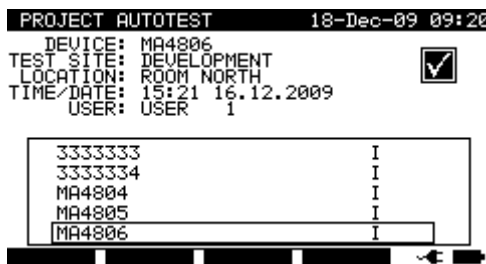 PROJECT AUTOTEST 18-Dec-09 09:20
DEVICE: MA4806
TEST SITE: DEVELOPMENT
LOCATION: ROOM NORTH
TIME/DATE: 15:21 16.12.2009
USER: USER 1
3333333 I
3333334 I
MA4804 I
MA4805 I
MA4806 I